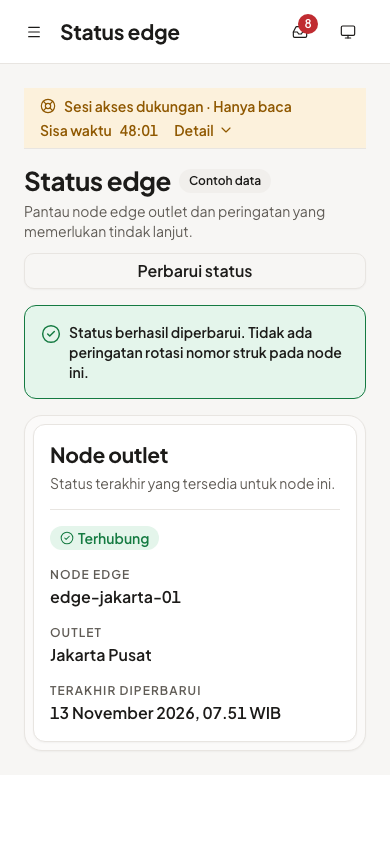 Status edge
8
Sesi akses dukungan · Hanya baca
Sisa waktu 48:01 Detail
Status edge
Contoh data
Pantau node edge outlet dan peringatan yang
memerlukan tindak lanjut.
Perbarui status
Status berhasil diperbarui. Tidak ada
peringatan rotasi nomor struk pada node
ini.
Node outlet
Status terakhir yang tersedia untuk node ini.
Terhubung
NODE EDGE
edge-jakarta-01
OUTLET
Jakarta Pusat
TERAKHIR DIPERBARUI
13 November 2026, 07.51 WIB